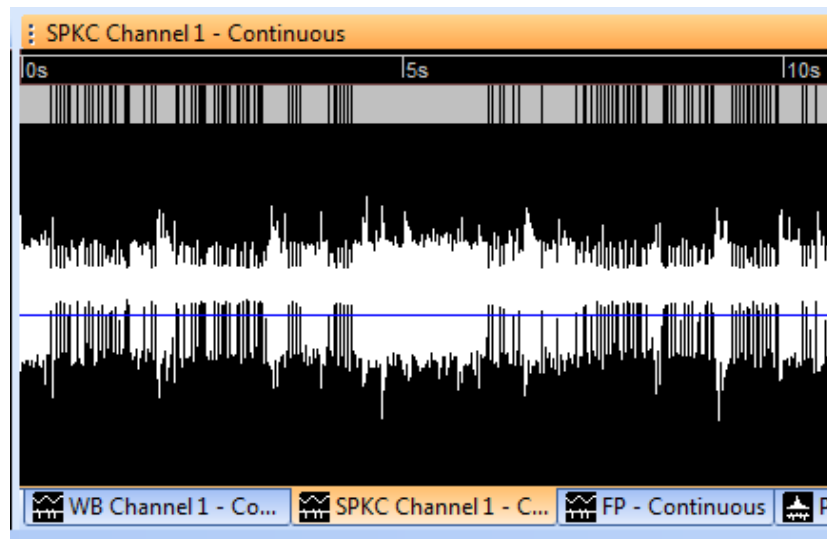 SPKC Channel 1 - Continuous
0s 5s 10s
WB Channel 1 - Co... SPKC Channel 1 - C... FP - Continuous P